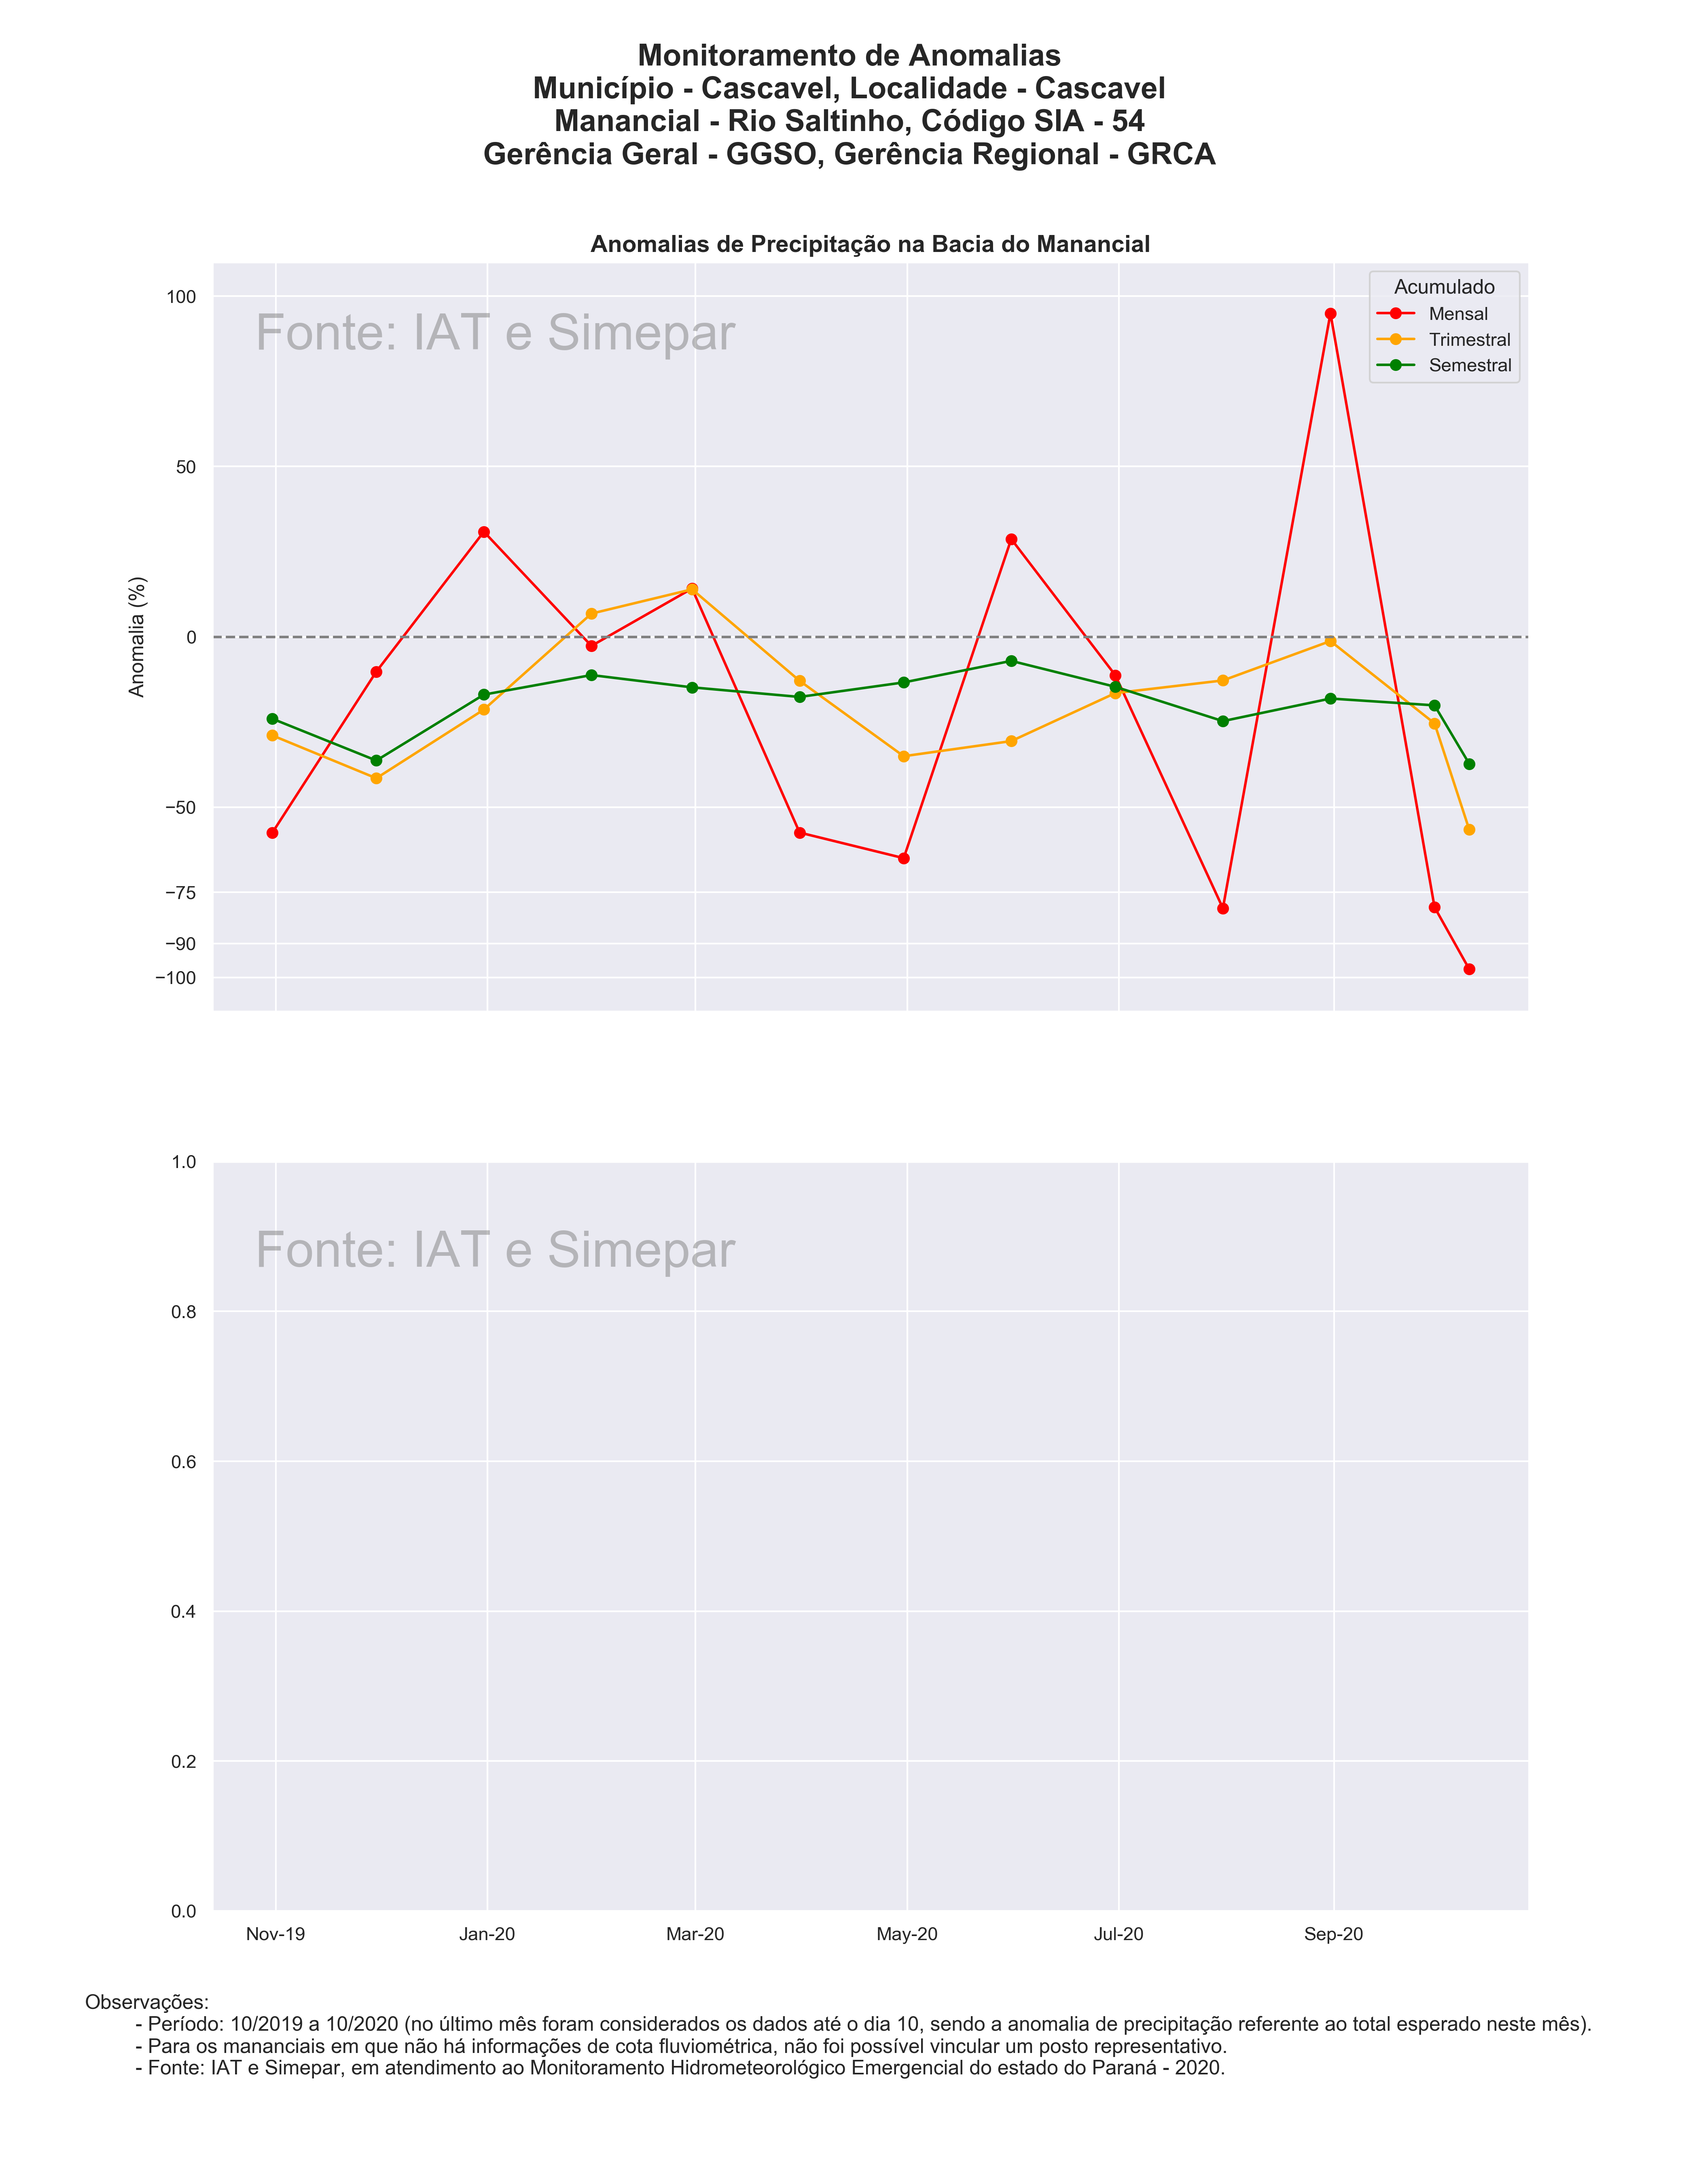 Monitoramento de Anomalias
Município - Cascavel, Localidade - Cascavel
Manancial - Rio Saltinho, Código SIA - 54
Gerência Geral - GGSO, Gerência Regional - GRCA
Anomalias de Precipitação na Bacia do Manancial
Fonte: IAT e Simepar
Acumulado
Mensal
Trimestral
Semestral
Anomalia (%)
100
50
0
−50
−75
−90
−100
Fonte: IAT e Simepar
1.0
0.8
0.6
0.4
0.2
0.0
Nov-19 Jan-20 Mar-20 May-20 Jul-20 Sep-20
Observações:
- Período: 10/2019 a 10/2020 (no último mês foram considerados os dados até o dia 10, sendo a anomalia de precipitação referente ao total esperado neste mês).
- Para os mananciais em que não há informações de cota fluviométrica, não foi possível vincular um posto representativo.
- Fonte: IAT e Simepar, em atendimento ao Monitoramento Hidrometeorológico Emergencial do estado do Paraná - 2020.